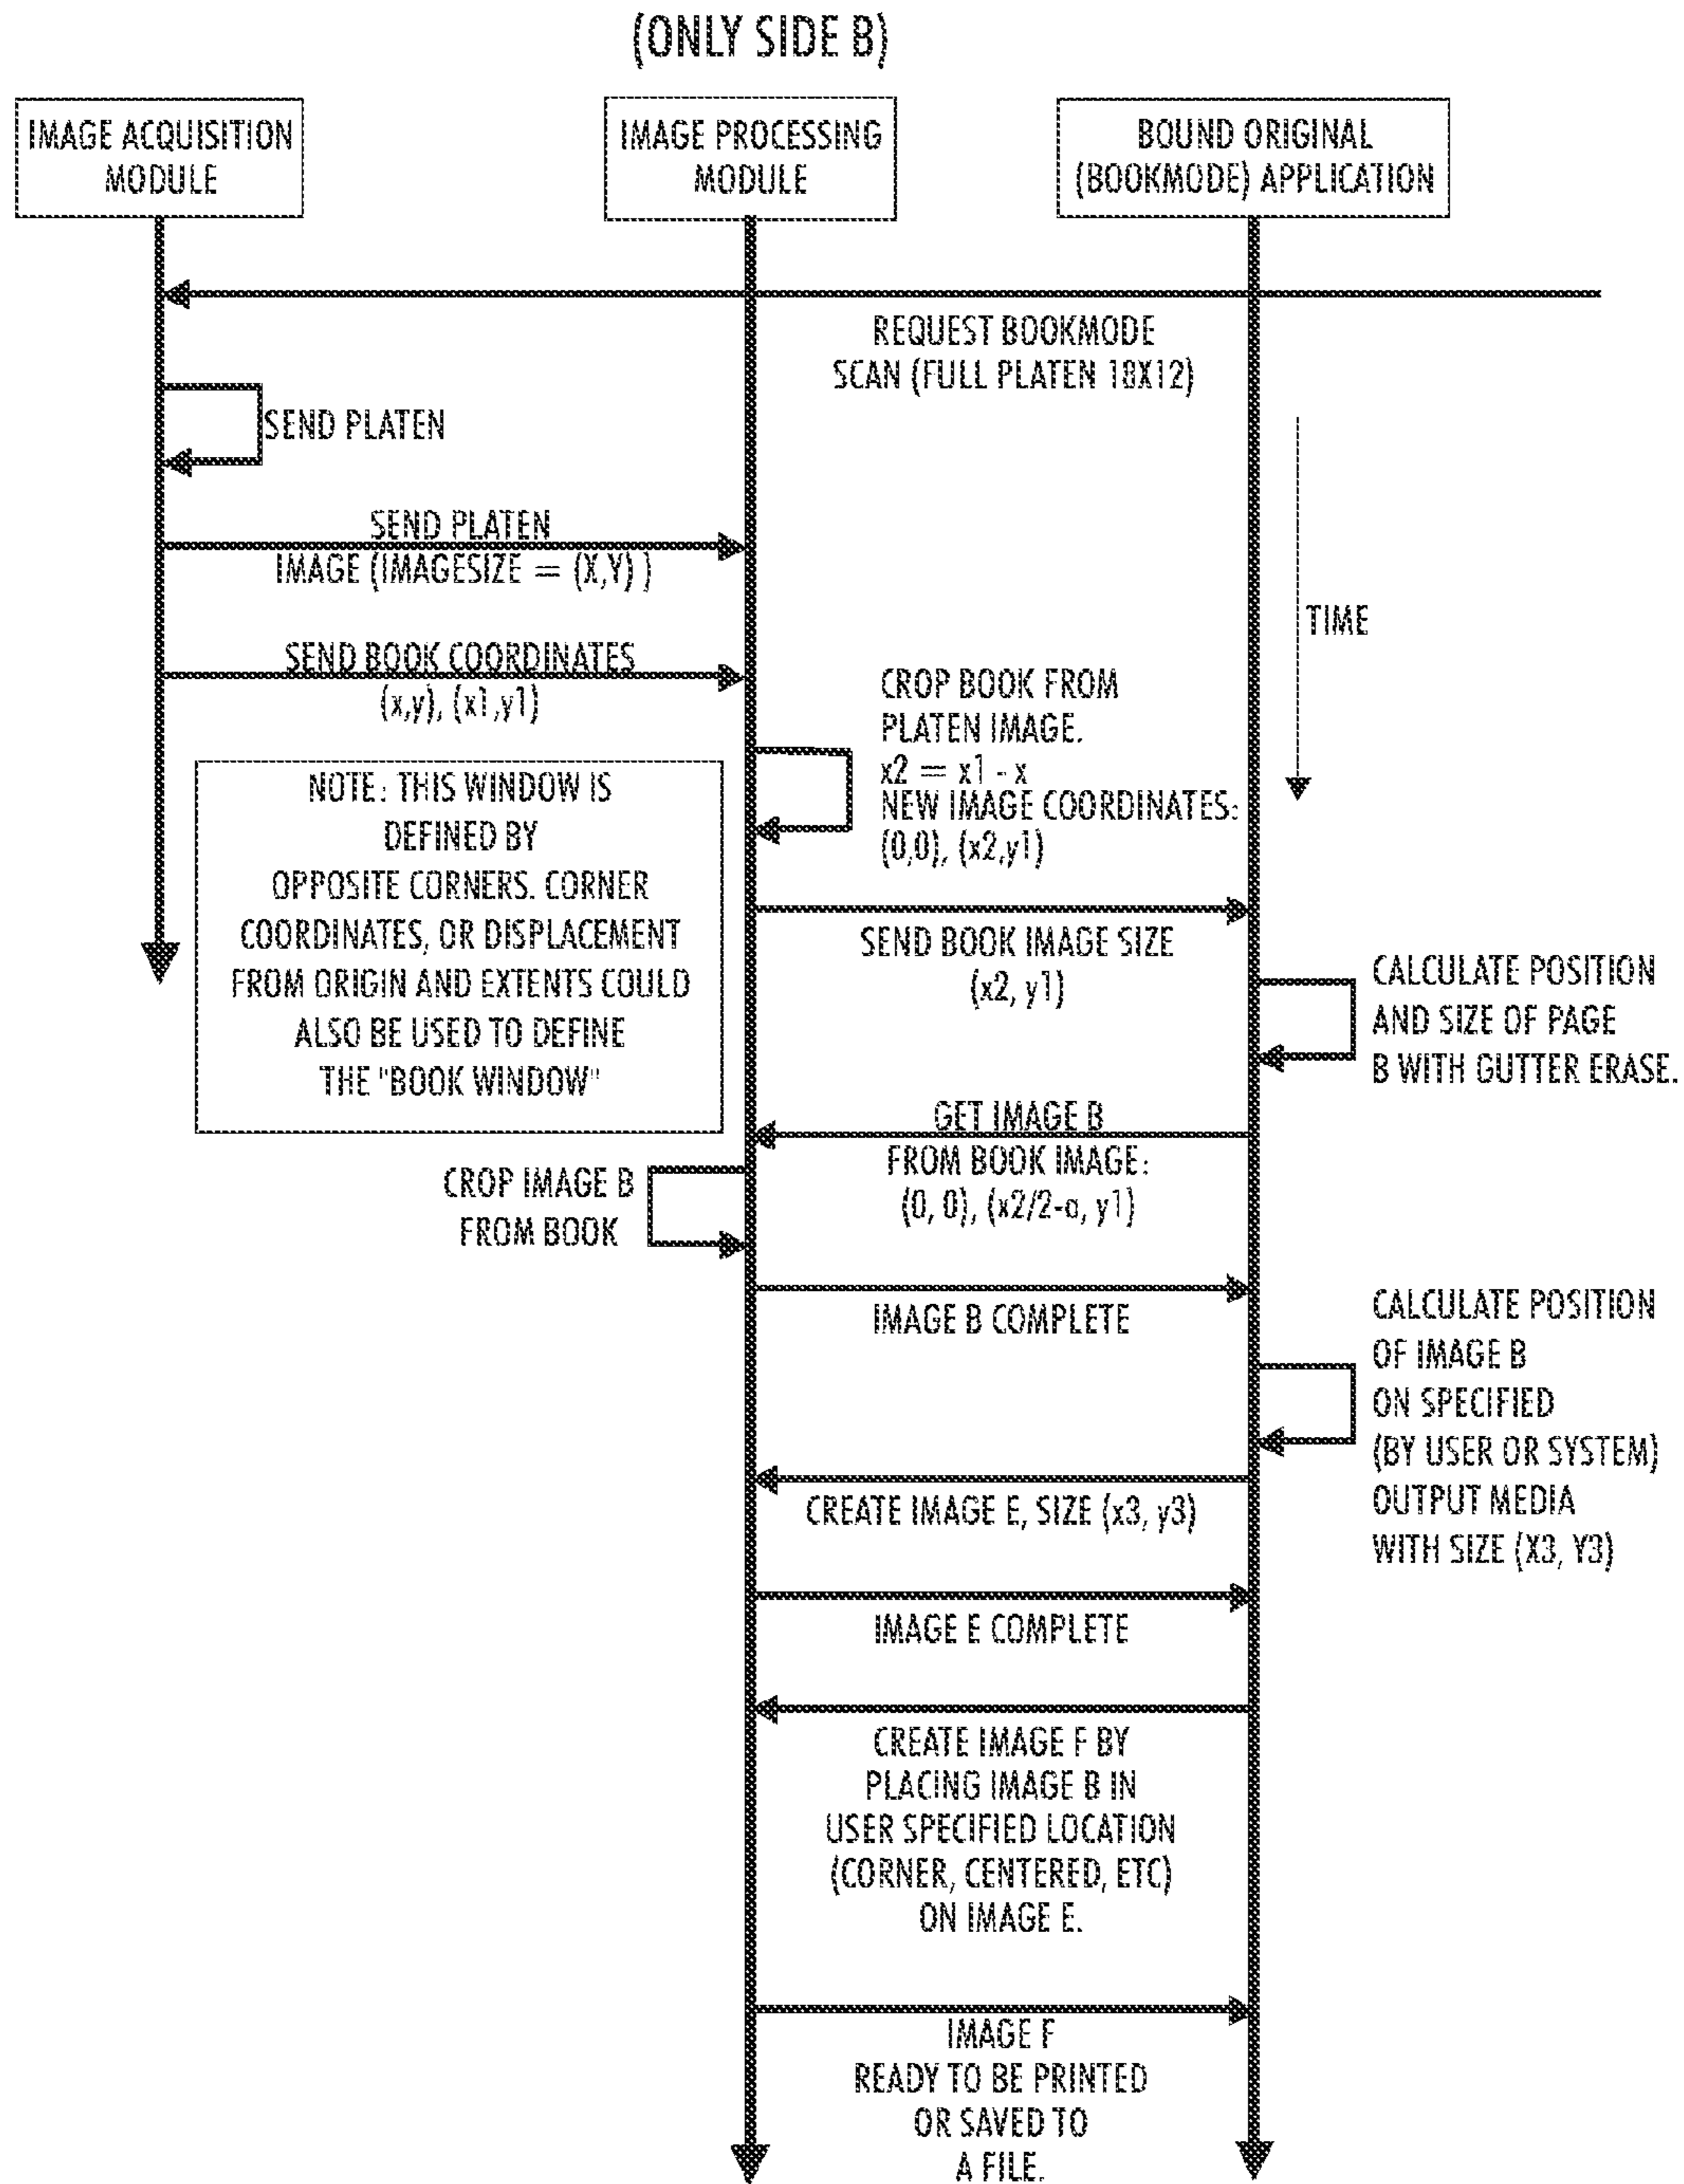 (ONLY SIDE B)
IMAGE ACQUISITION
MODULE
IMAGE PROCESSING
MODULE
BOUND ORIGINAL
(BOOKMODE) APPLICATION
REQUEST BOOKMODE
SCAN (FULL PLATEN 18X12)
SEND PLATEN
SEND PLATEN
IMAGE (IMAGESIZE = (X,Y) )
TIME
SEND BOOK COORDINATES
(x,y), (x1,y1)
CROP BOOK FROM
PLATEN IMAGE.
x2 = x1 - x
NEW IMAGE COORDINATES:
(0,0), (x2,y1)
NOTE: THIS WINDOW IS
DEFINED BY
OPPOSITE CORNERS. CORNER
COORDINATES, OR DISPLACEMENT
FROM ORIGIN AND EXTENTS COULD
ALSO BE USED TO DEFINE
THE "BOOK WINDOW"
SEND BOOK IMAGE SIZE
(x2, y1)
CALCULATE POSITION
AND SIZE OF PAGE
B WITH GUTTER ERASE.
GET IMAGE B
FROM BOOK IMAGE:
(0, 0), (x2/2-a, y1)
CROP IMAGE B
FROM BOOK
IMAGE B COMPLETE
CALCULATE POSITION
OF IMAGE B
ON SPECIFIED
(BY USER OR SYSTEM)
OUTPUT MEDIA
WITH SIZE (X3, Y3)
CREATE IMAGE E, SIZE (x3, y3)
IMAGE E COMPLETE
CREATE IMAGE F BY
PLACING IMAGE B IN
USER SPECIFIED LOCATION
(CORNER, CENTERED, ETC)
ON IMAGE E.
IMAGE F
READY TO BE PRINTED
OR SAVED TO
A FILE.